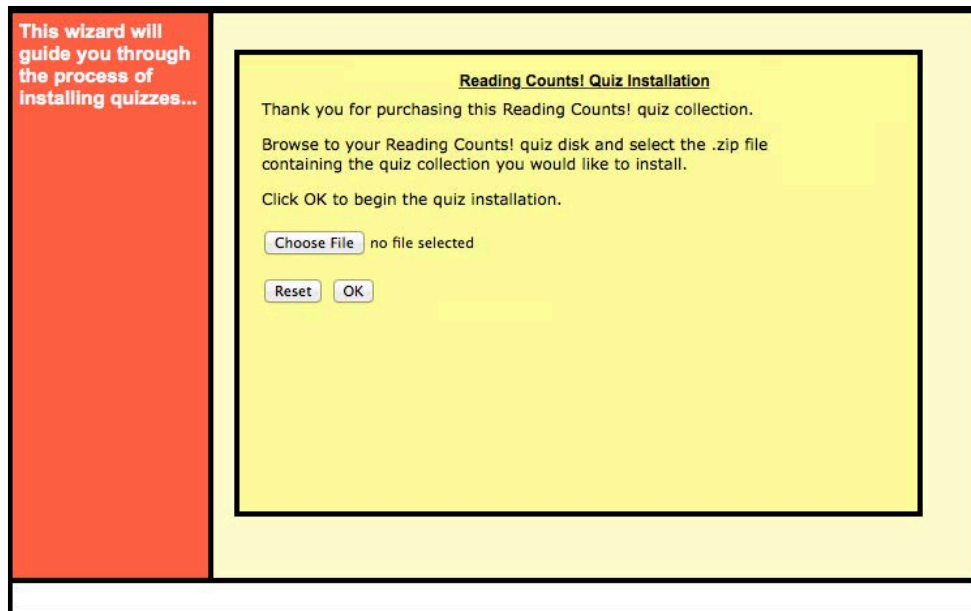 This wizard will
guide you through
the process of
installing quizzes...
Reading Counts! Quiz Installation
Thank you for purchasing this Reading Counts! quiz collection.
Browse to your Reading Counts! quiz disk and select the .zip file
containing the quiz collection you would like to install.
Click OK to begin the quiz installation.
Choose File no file selected
Reset OK